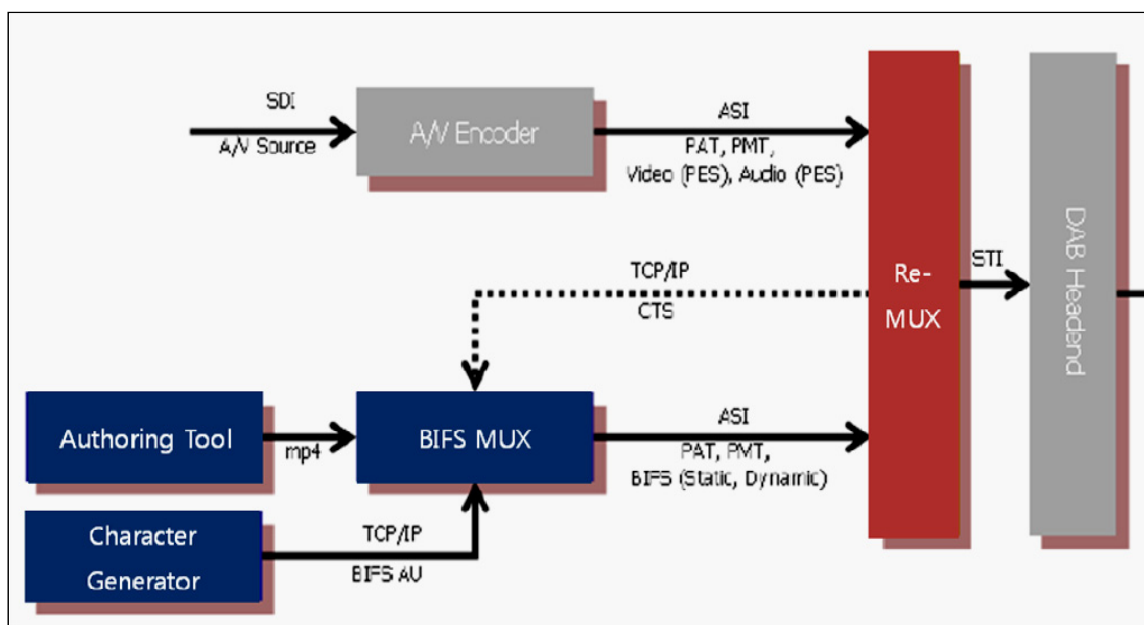 SDI
A/V Source
A/V Encoder
ASI
PAT, PMT,
Video (PES), Audio (PES)
TCP/IP
CTS
Re-
MUX
STI
DAB Headend
Authoring Tool
mp4
BIFS MUX
ASI
PAT, PMT,
BIFS (Static, Dynamic)
Character
Generator
TCP/IP
BIFS AU